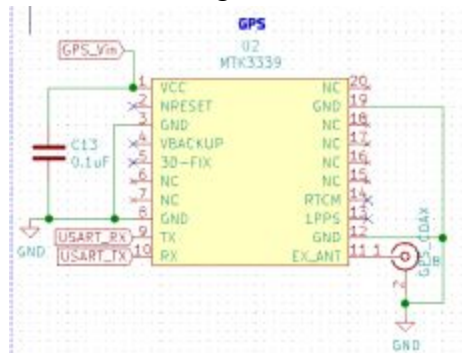 GPS
U2
MTK3339
GPS_Vin
1 VCC
2 NRESET
3 GND
4 VBACKUP
5 3D-FIX
6 NC
7 NC
8 GND
9 TX
10 RX
NC 20
GND 19
NC 18
NC 17
NC 16
NC 15
RTCM 14
1PPS 13
GND 12
EX_ANT 11
C13
0.1uF
GND
USART_RX
USART_TX
1
2
GPS_COAX
GND